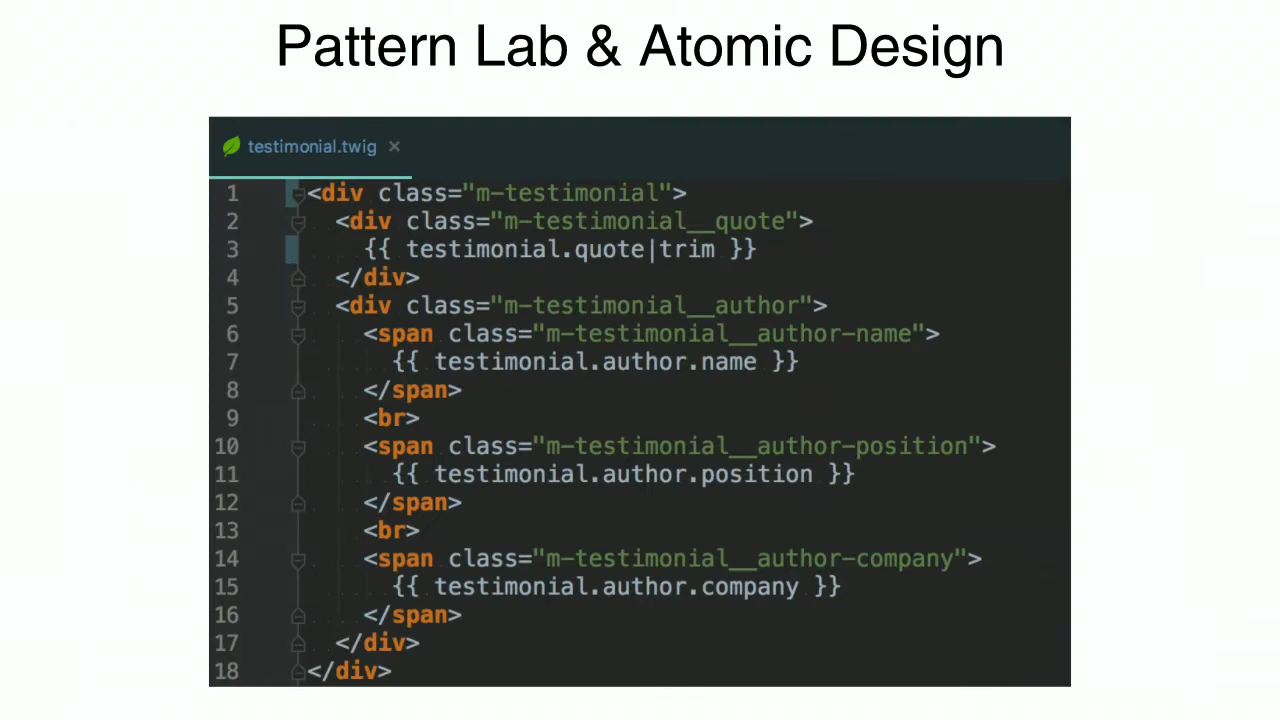 Pattern Lab & Atomic Design
testimonial.twig ×
1 <div class="m-testimonial">
2 <div class="m-testimonial__quote">
3 {{ testimonial.quote|trim }}
4 </div>
5 <div class="m-testimonial__author">
6 <span class="m-testimonial__author-name">
7 {{ testimonial.author.name }}
8 </span>
9 <br>
10 <span class="m-testimonial__author-position">
11 {{ testimonial.author.position }}
12 </span>
13 <br>
14 <span class="m-testimonial__author-company">
15 {{ testimonial.author.company }}
16 </span>
17 </div>
18 </div>